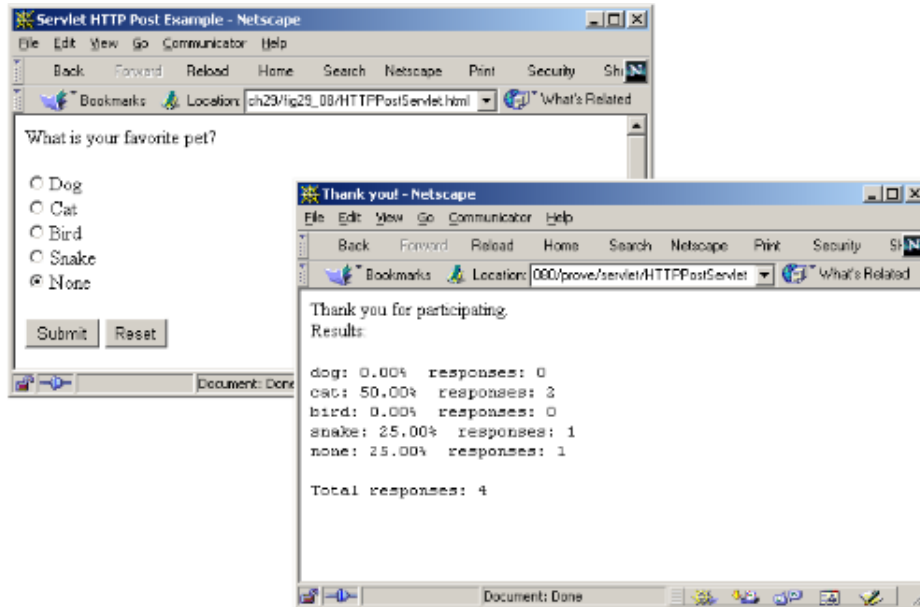 Servlet HTTP Post Example - Netscape
File Edit View Go Communicator Help
Back Forward Reload Home Search Netscape Print Security
Bookmarks Location: ch29/fig29_08/HTTPPostServlet.html What's Related
What is your favorite pet?
Dog
Cat
Bird
Snake
None
Submit Reset
Document: Done
Thank you! - Netscape
File Edit View Go Communicator Help
Back Forward Reload Home Search Netscape Print Security
Bookmarks Location: 080/prove/servlet/HTTPPostServlet What's Related
Thank you for participating.
Results:
dog: 0.00% responses: 0
cat: 50.00% responses: 2
bird: 0.00% responses: 0
snake: 25.00% responses: 1
none: 25.00% responses: 1
Total responses: 4
Document: Done